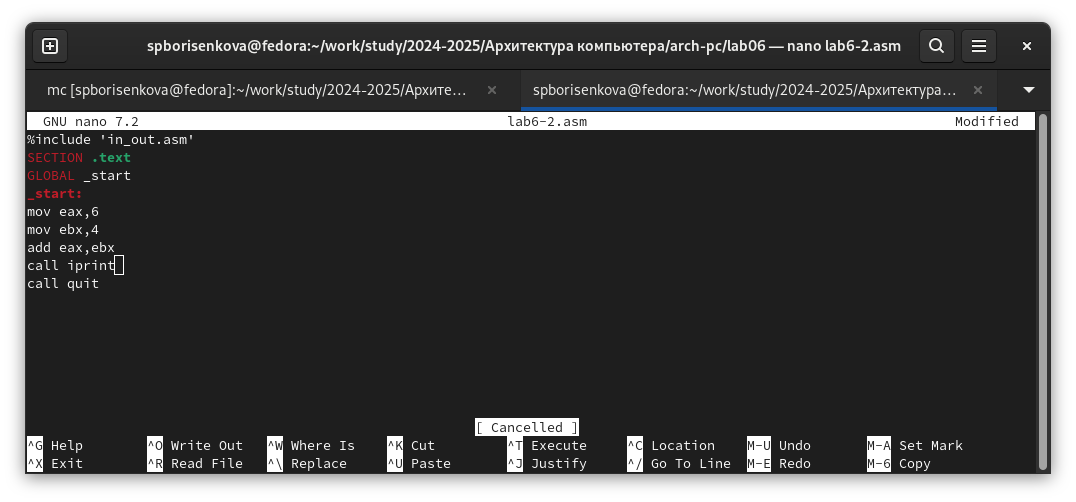 spborisenkova@fedora:~/work/study/2024-2025/Архитектура компьютера/arch-pc/lab06 — nano lab6-2.asm
mc [spborisenkova@fedora]:~/work/study/2024-2025/Архите… spborisenkova@fedora:~/work/study/2024-2025/Архитектура…
GNU nano 7.2 lab6-2.asm Modified
%include 'in_out.asm'
SECTION .text
GLOBAL _start
_start:
mov eax,6
mov ebx,4
add eax,ebx
call iprint
call quit
[ Cancelled ]
^G Help ^O Write Out ^W Where Is ^K Cut ^T Execute ^C Location M-U Undo M-A Set Mark
^X Exit ^R Read File ^\ Replace ^U Paste ^J Justify ^/ Go To Line M-E Redo M-6 Copy